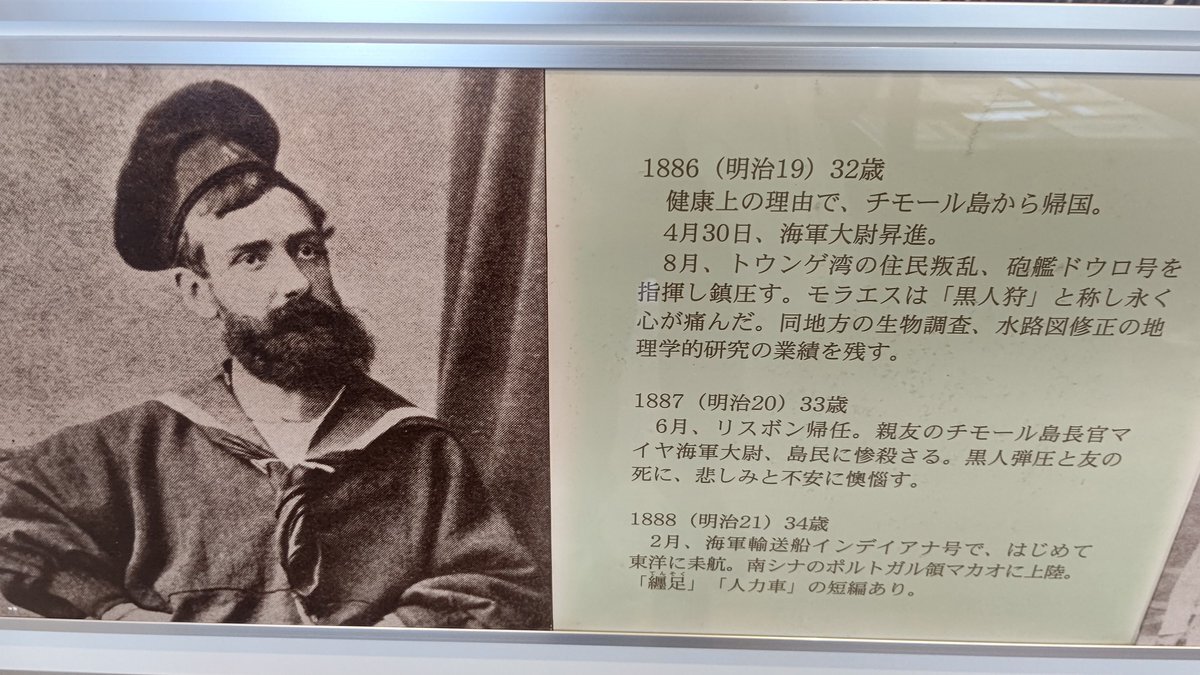 1886（明治19）32歳
健康上の理由で、チモール島から帰国。
4月30日、海軍大尉昇進。
8月、トウンゲ湾の住民叛乱、砲艦ドウロ号を
指揮し鎮圧す。モラエスは「黒人狩」と称し永く
心が痛んだ。同地方の生物調査、水路図修正の地
理学的研究の業績を残す。
1887（明治20）33歳
6月、リスボン帰任。親友のチモール島長官マ
イヤ海軍大尉、島民に惨殺さる。黒人弾圧と友の
死に、悲しみと不安に懊悩す。
1888（明治21）34歳
2月、海軍輸送船インデイアナ号で、はじめて
東洋に来航。南シナのポルトガル領マカオに上陸。
「纏足」「人力車」の短編あり。